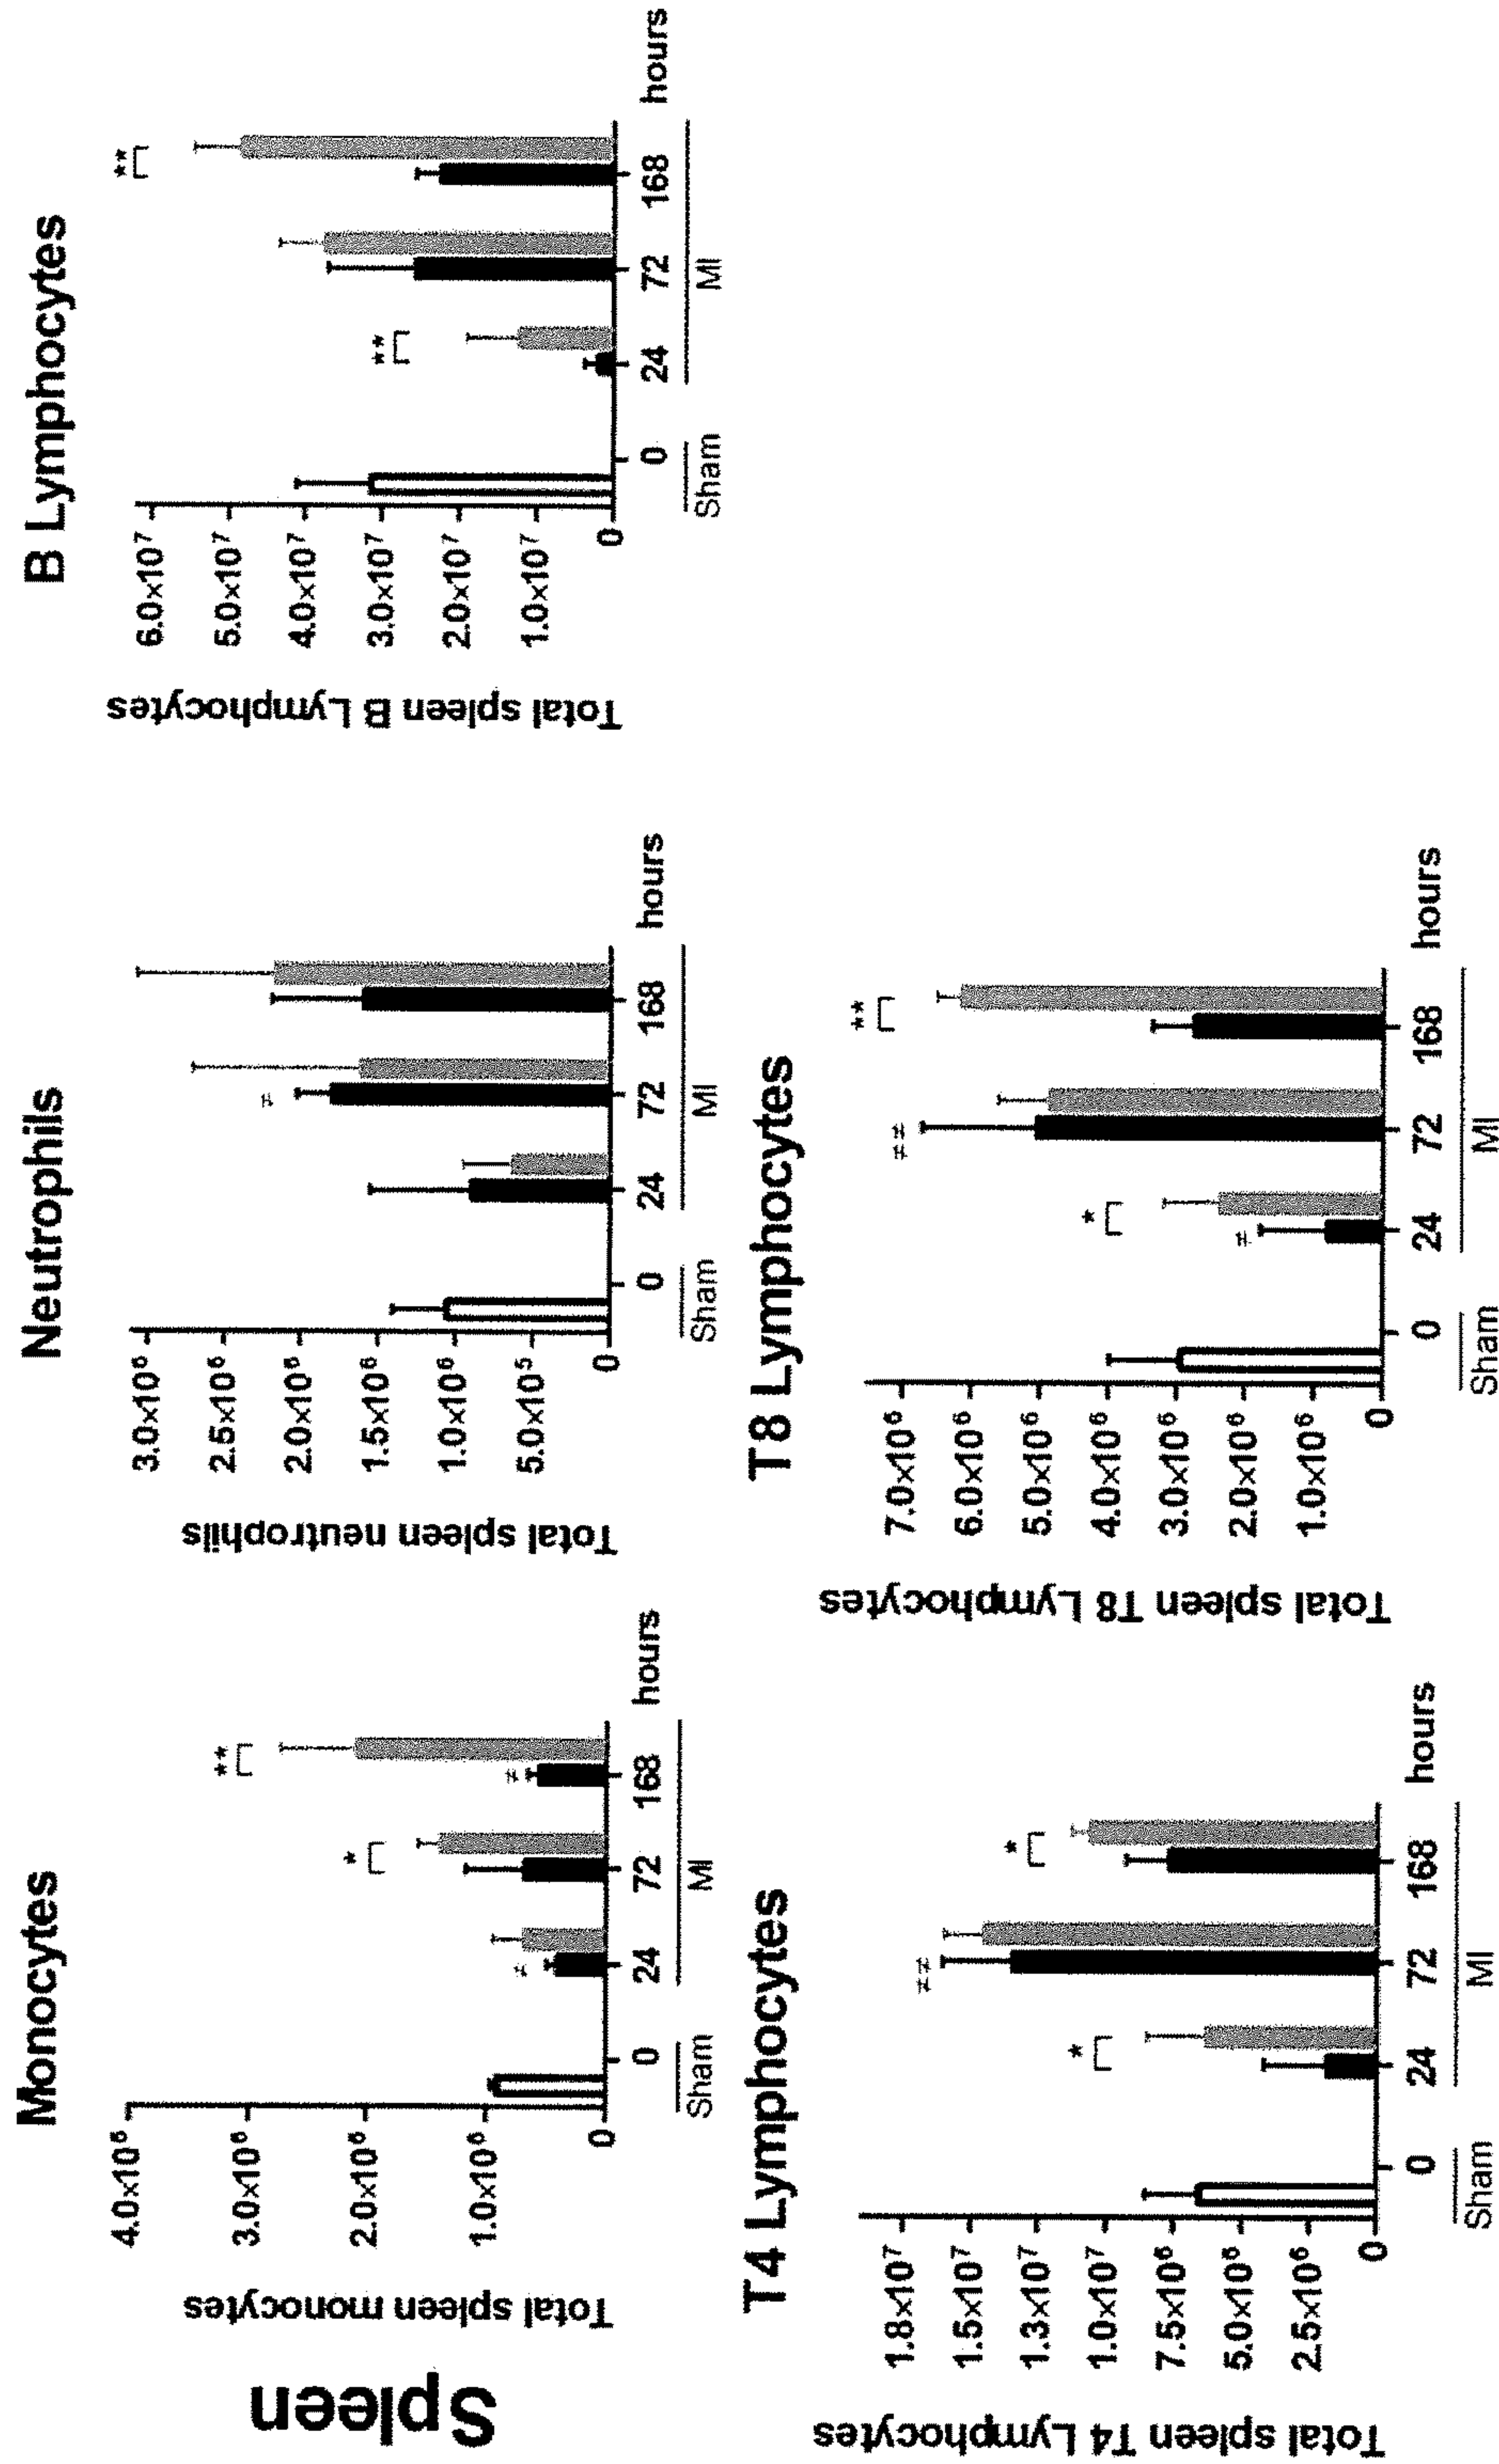 Spleen
Monocytes
Total spleen monocytes
4.0×10⁶
3.0×10⁶
2.0×10⁶
1.0×10⁶
0
#
*
#
**
0 24 72 168 hours
Sham MI
Neutrophils
Total spleen neutrophils
3.0×10⁶
2.5×10⁶
2.0×10⁶
1.5×10⁶
1.0×10⁶
5.0×10⁵
0
#
0 24 72 168 hours
Sham MI
B Lymphocytes
Total spleen B Lymphocytes
6.0×10⁷
5.0×10⁷
4.0×10⁷
3.0×10⁷
2.0×10⁷
1.0×10⁷
0
**
**
0 24 72 168 hours
Sham MI
T4 Lymphocytes
Total spleen T4 Lymphocytes
1.8×10⁷
1.5×10⁷
1.3×10⁷
1.0×10⁷
7.5×10⁶
5.0×10⁶
2.5×10⁶
0
*
##
*
0 24 72 168 hours
Sham MI
T8 Lymphocytes
Total spleen T8 Lymphocytes
7.0×10⁶
6.0×10⁶
5.0×10⁶
4.0×10⁶
3.0×10⁶
2.0×10⁶
1.0×10⁶
0
#
*
##
**
0 24 72 168 hours
Sham MI